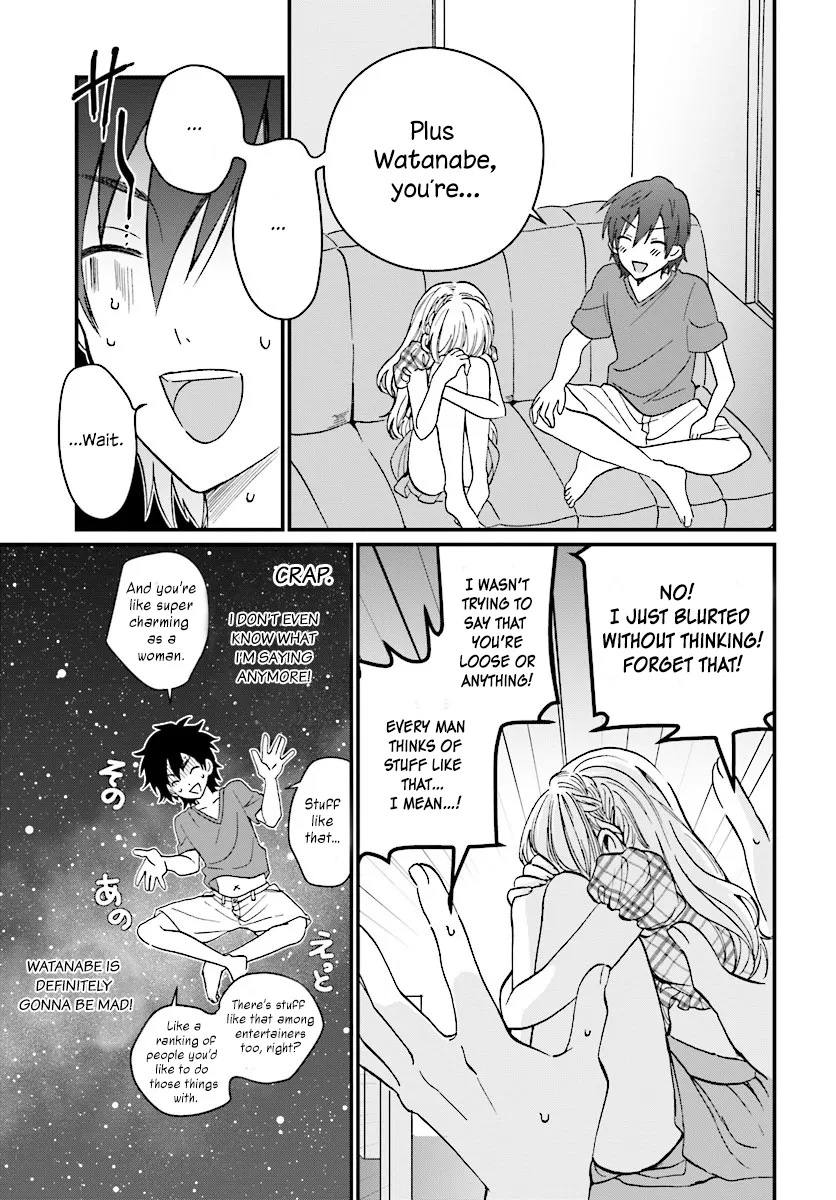 Plus
Watanabe,
you're...
...
...
...Wait.
NO!
I JUST BLURTED
WITHOUT THINKING!
FORGET THAT!
I WASN'T
TRYING TO
SAY THAT
YOU'RE
LOOSE OR
ANYTHING!
EVERY MAN
THINKS OF
STUFF LIKE
THAT...
I MEAN...!
CRAP.
I DON'T EVEN
KNOW WHAT
I'M SAYING
ANYMORE!
And you're
like super
charming
as a
woman.
Stuff
like
that...
その
あの
えっと
There's stuff
like that among
entertainers
too, right?
Like a
ranking of
people you'd
like to do
those things
with.
WATANABE IS
DEFINITELY
GONNA BE MAD!